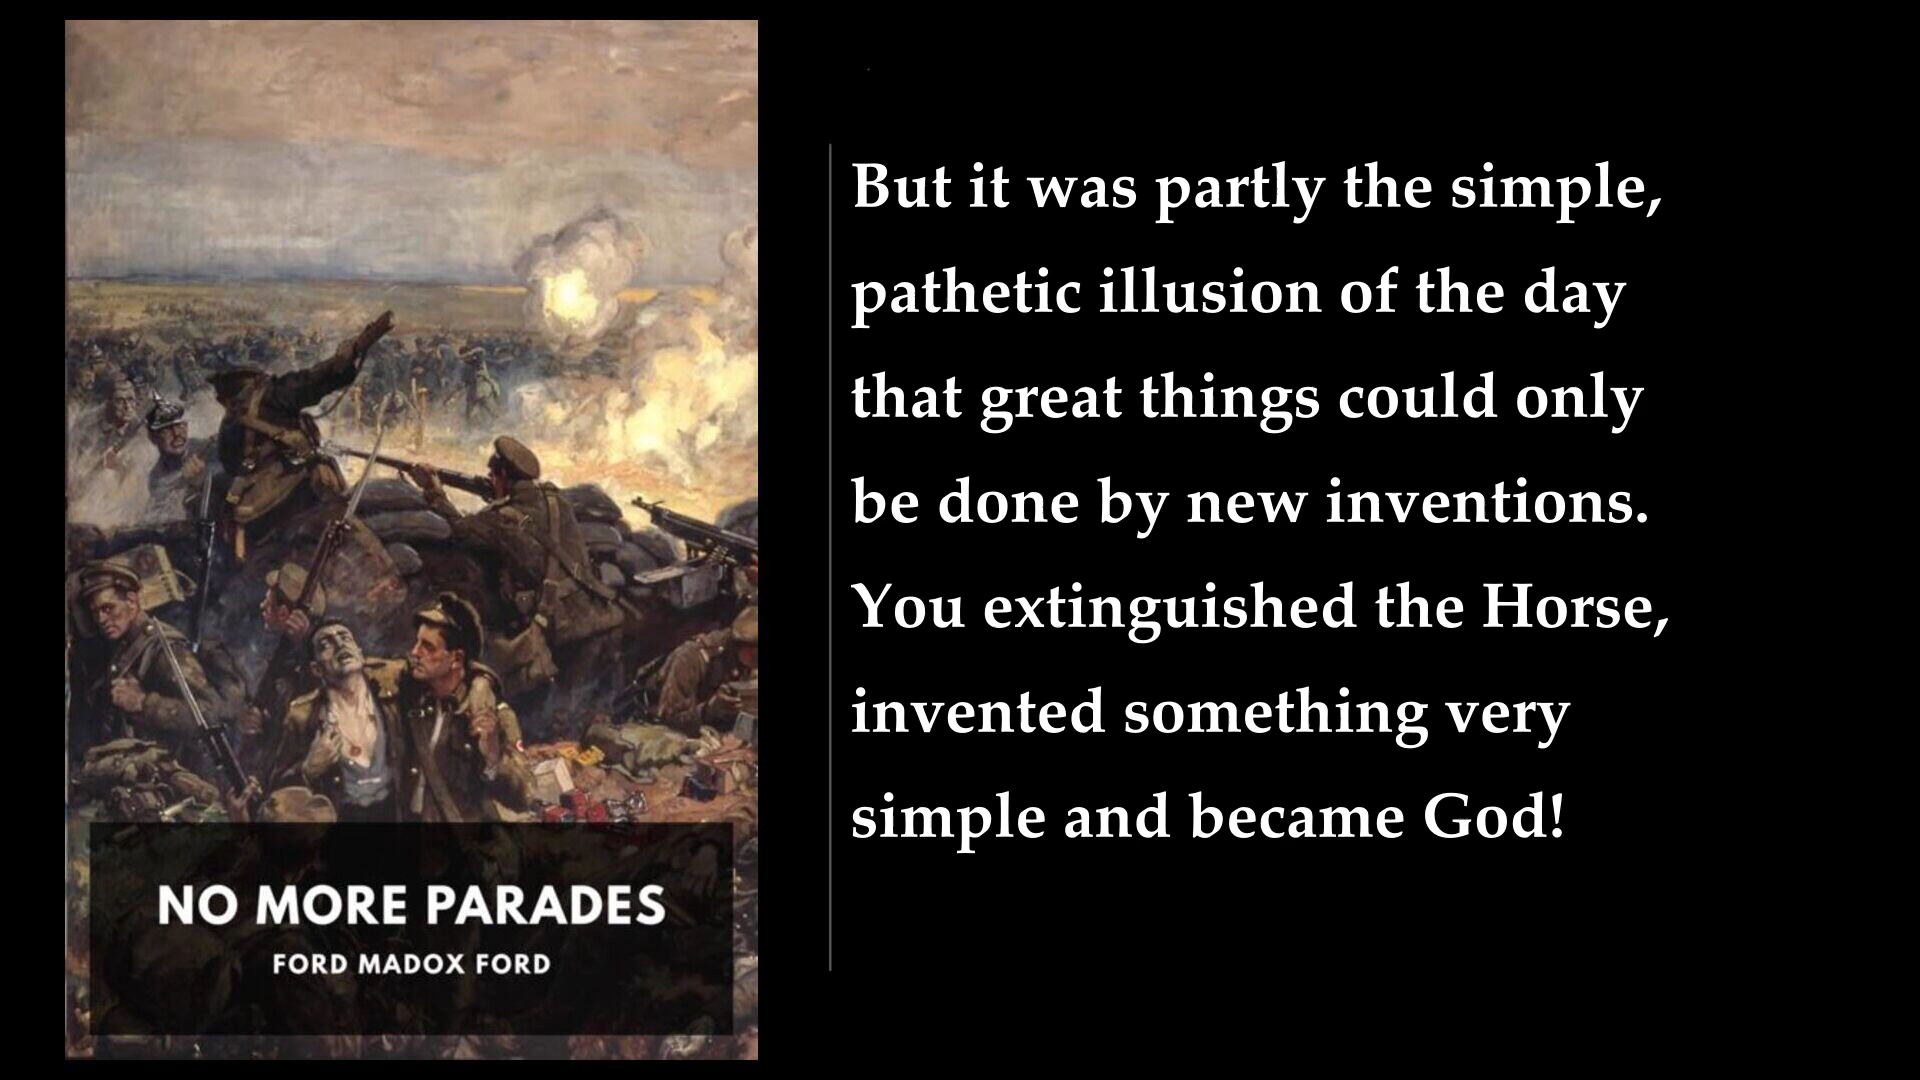 But it was partly the simple,
pathetic illusion of the day
that great things could only
be done by new inventions.
You extinguished the Horse,
invented something very
simple and became God!
NO MORE PARADES
FORD MADOX FORD